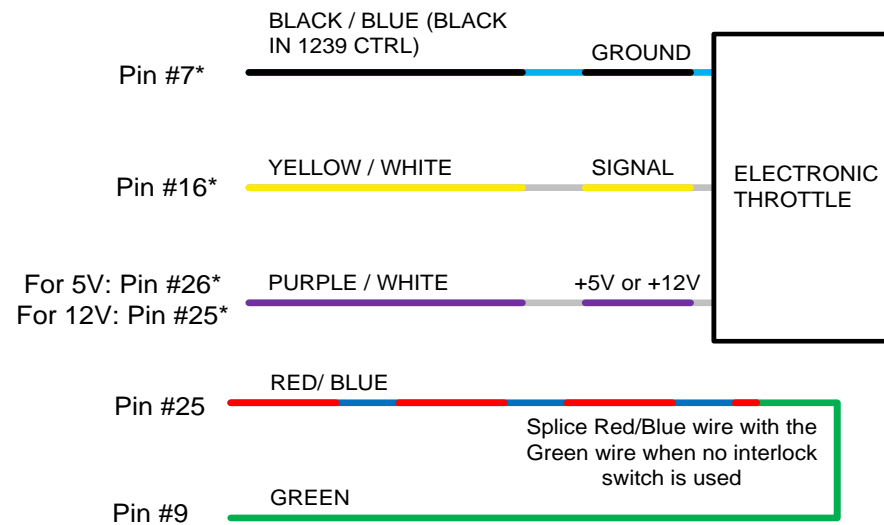 BLACK / BLUE (BLACK
IN 1239 CTRL)
GROUND
Pin #7*
YELLOW / WHITE
SIGNAL
Pin #16*
ELECTRONIC
THROTTLE
For 5V: Pin #26*
For 12V: Pin #25*
PURPLE / WHITE
+5V or +12V
RED/ BLUE
Pin #25
Splice Red/Blue wire with the
Green wire when no interlock
switch is used
GREEN
Pin #9